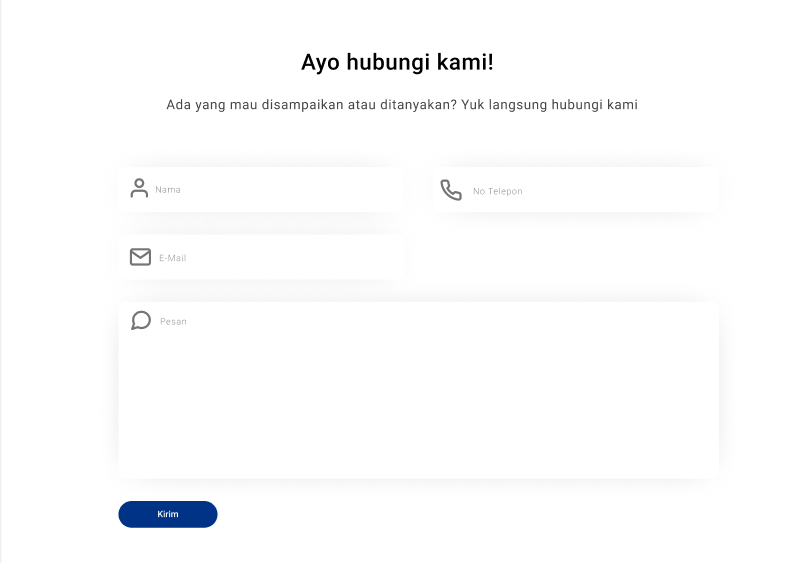 Ayo hubungi kami!
Ada yang mau disampaikan atau ditanyakan? Yuk langsung hubungi kami
Nama
No Telepon
E-Mail
Pesan
Kirim